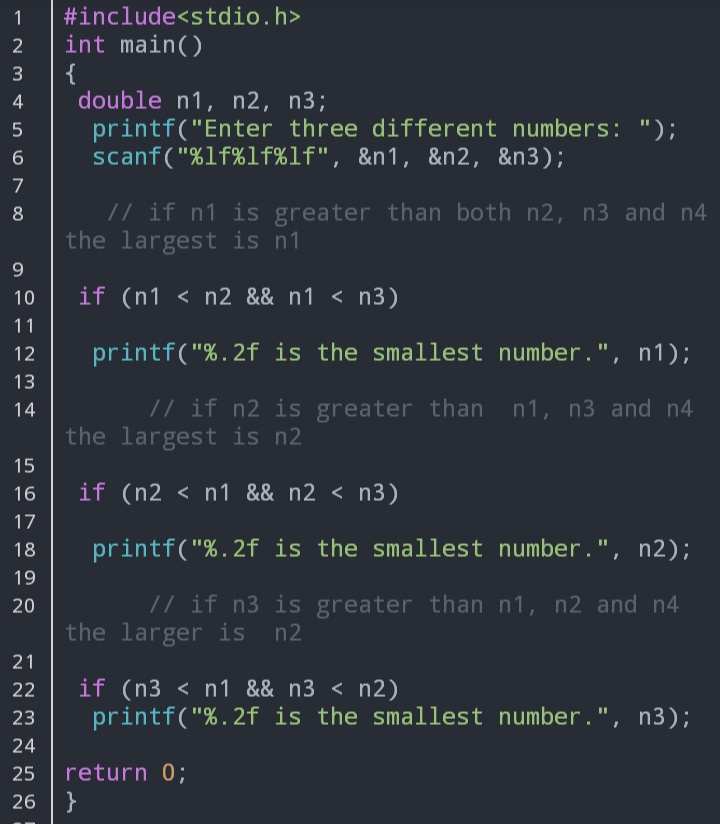 1 #include<stdio.h>
2 int main()
3 {
4 double n1, n2, n3;
5 printf("Enter three different numbers: ");
6 scanf("%lf%lf%lf", &n1, &n2, &n3);
7
8 // if n1 is greater than both n2, n3 and n4
the largest is n1
9
10 if (n1 < n2 && n1 < n3)
11
12 printf("%.2f is the smallest number.", n1);
13
14 // if n2 is greater than  n1, n3 and n4
the largest is n2
15
16 if (n2 < n1 && n2 < n3)
17
18 printf("%.2f is the smallest number.", n2);
19
20 // if n3 is greater than n1, n2 and n4
the larger is  n2
21
22 if (n3 < n1 && n3 < n2)
23 printf("%.2f is the smallest number.", n3);
24
25 return 0;
26 }